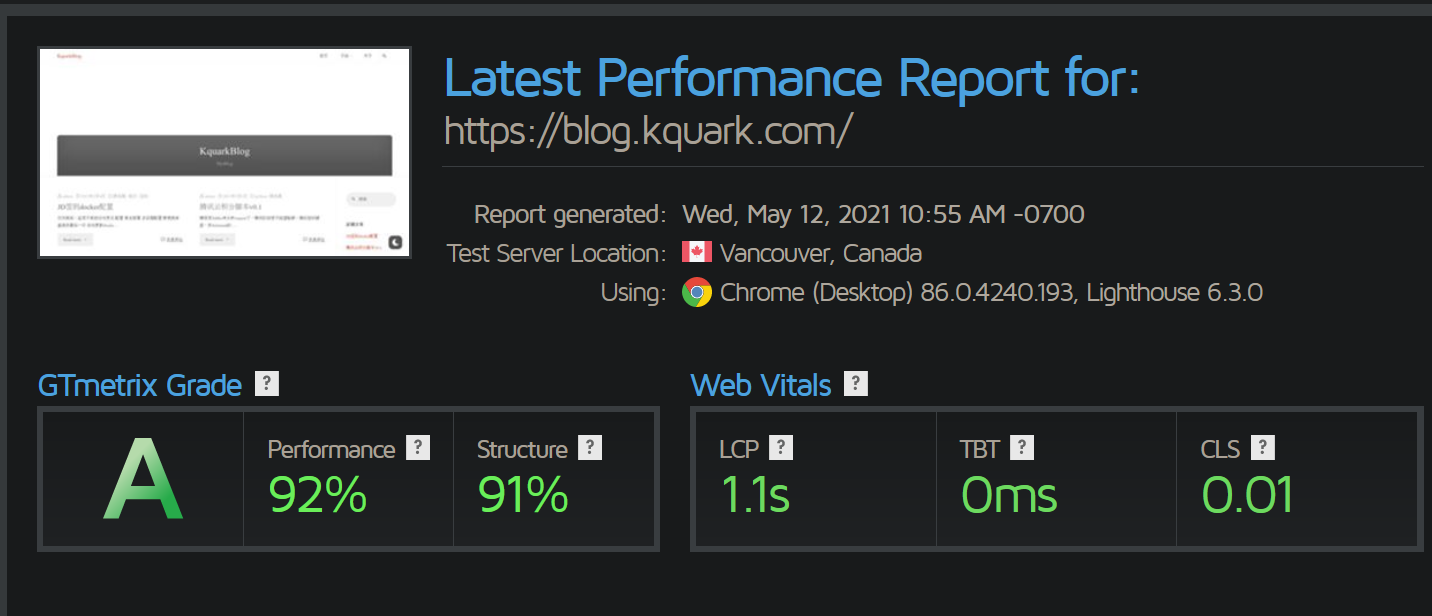 KquarkBlog
Latest Performance Report for:
https://blog.kquark.com/
Report generated: Wed, May 12, 2021 10:55 AM -0700
Test Server Location: Vancouver, Canada
Using: Chrome (Desktop) 86.0.4240.193, Lighthouse 6.3.0
GTmetrix Grade ?
Web Vitals ?
A
Performance ?
92%
Structure ?
91%
LCP ?
1.1s
TBT ?
0ms
CLS ?
0.01